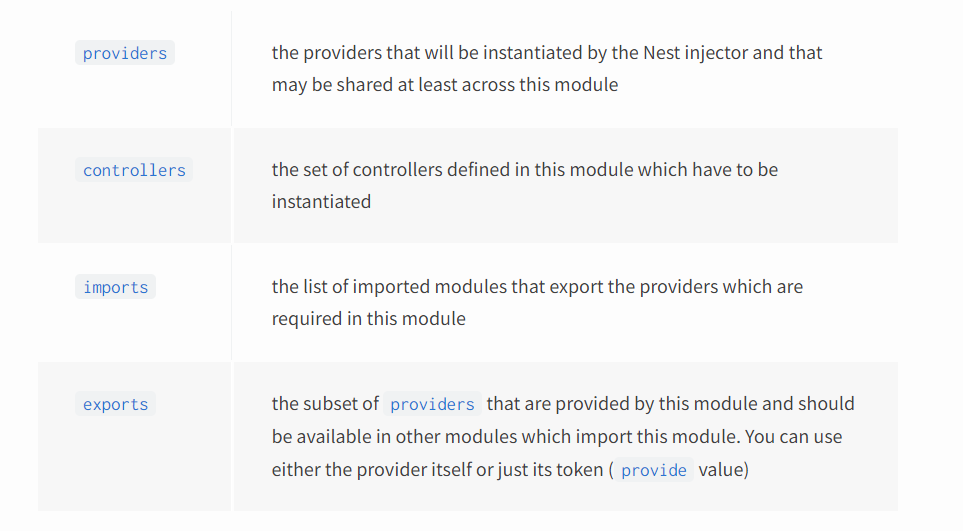 providers the providers that will be instantiated by the Nest injector and that
may be shared at least across this module
controllers the set of controllers defined in this module which have to be
instantiated
imports the list of imported modules that export the providers which are
required in this module
exports the subset of providers that are provided by this module and should
be available in other modules which import this module. You can use
either the provider itself or just its token ( provide value)